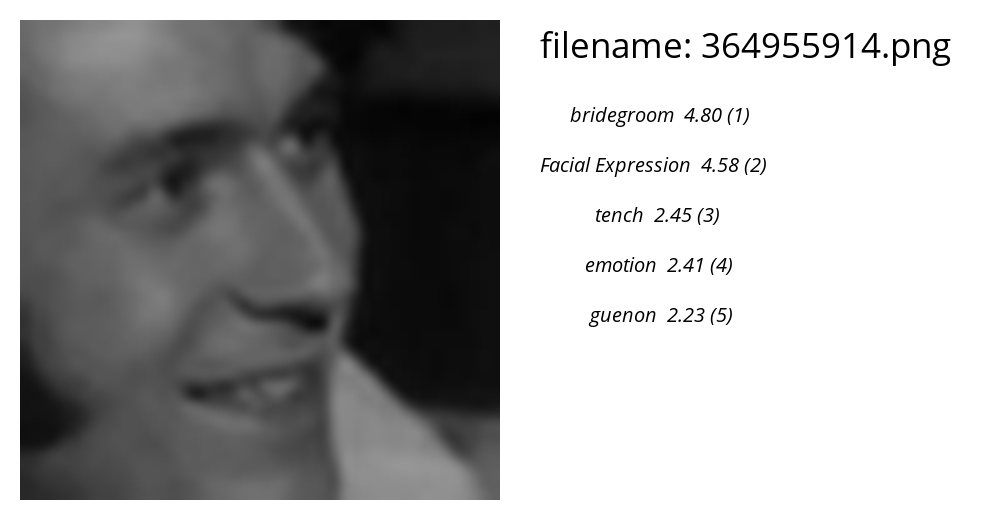 filename: 364955914.png
bridegroom 4.80 (1)
Facial Expression 4.58 (2)
tench 2.45 (3)
emotion 2.41 (4)
guenon 2.23 (5)